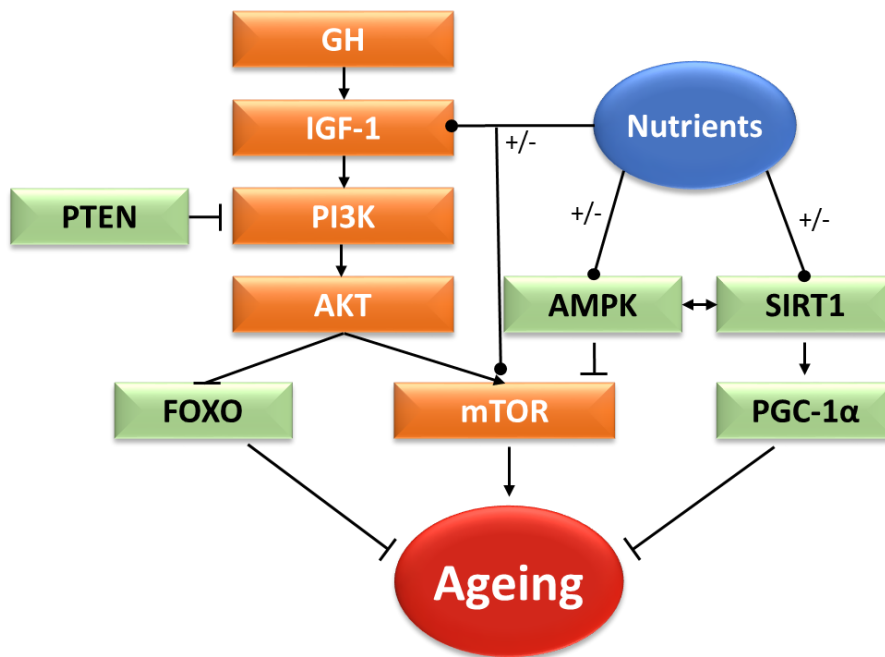 GH
IGF-1
Nutrients
+/-
PTEN
PI3K
+/-
+/-
AKT
AMPK
SIRT1
FOXO
mTOR
PGC-1α
Ageing